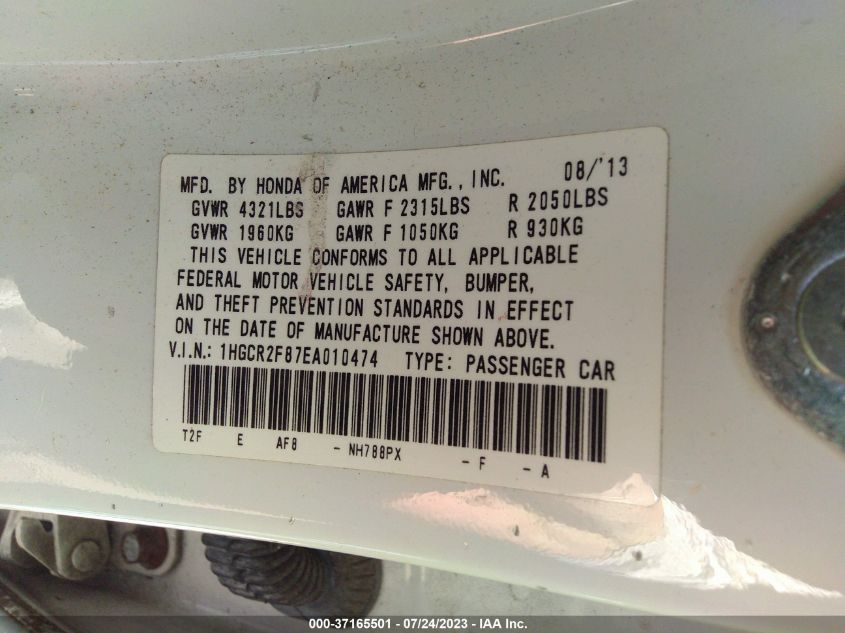 MFD. BY HONDA OF AMERICA MFG., INC. 08/'13
GVWR 4321LBS GAWR F 2315LBS R 2050LBS
GVWR 1960KG GAWR F 1050KG R 930KG
THIS VEHICLE CONFORMS TO ALL APPLICABLE
FEDERAL MOTOR VEHICLE SAFETY, BUMPER,
AND THEFT PREVENTION STANDARDS IN EFFECT
ON THE DATE OF MANUFACTURE SHOWN ABOVE.
V.I.N.: 1HGCR2F87EA010474 TYPE: PASSENGER CAR
T2F E AF8 - NH788PX - F - A
000-37165501 - 07/24/2023 - IAA Inc.